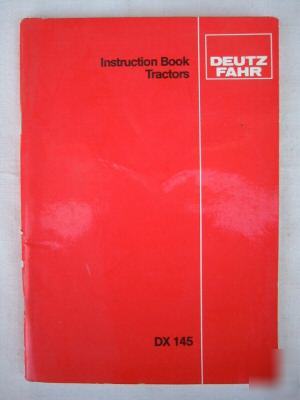 Instruction Book
Tractors
DEUTZ
FAHR
DX 145